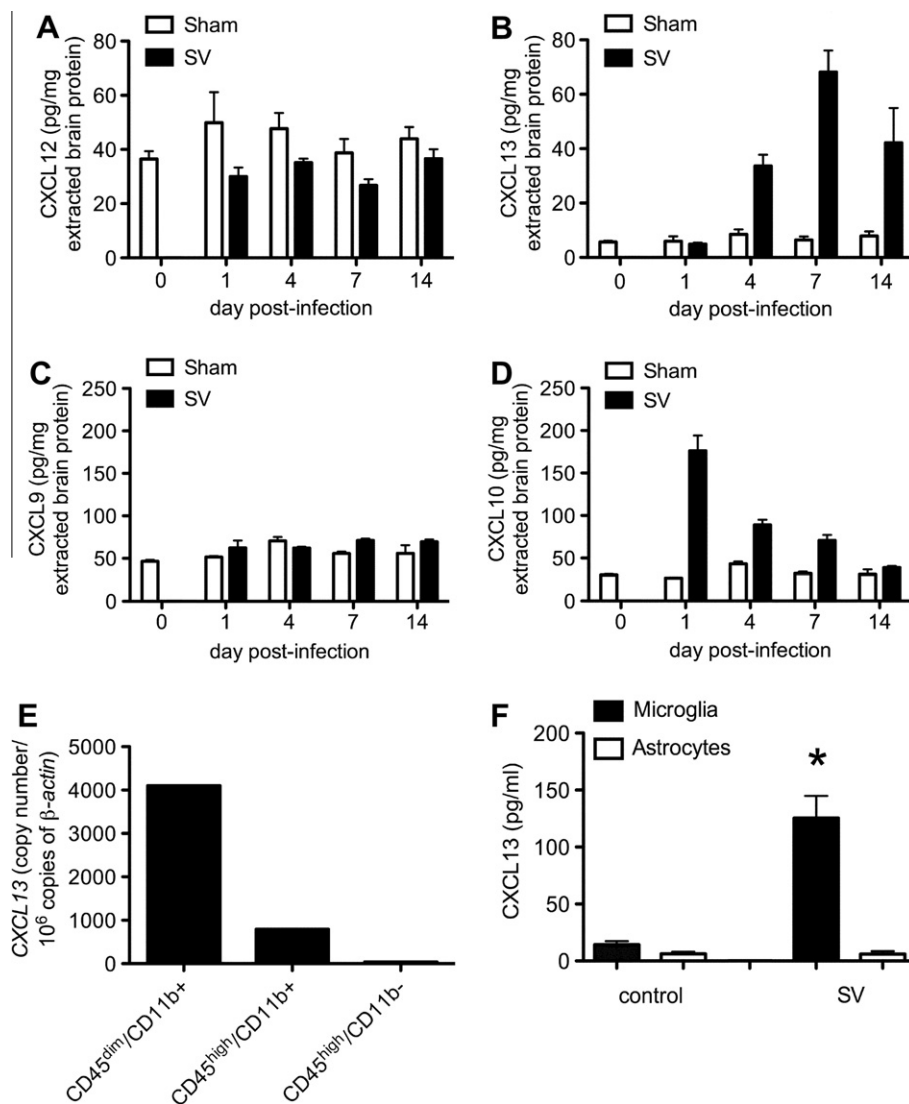 A
Sham
SV
CXCL12 (pg/mg
extracted brain protein)
80
60
40
20
0
0 1 4 7 14
day post-infection
B
Sham
SV
CXCL13 (pg/mg
extracted brain protein)
80
60
40
20
0
0 1 4 7 14
day post-infection
C
Sham
SV
CXCL9 (pg/mg
extracted brain protein)
250
200
150
100
50
0
0 1 4 7 14
day post-infection
D
Sham
SV
CXCL10 (pg/mg
extracted brain protein)
250
200
150
100
50
0
0 1 4 7 14
day post-infection
E
CXCL13 (copy number/
10⁶ copies of β-actin)
5000
4000
3000
2000
1000
0
CD45ᵈⁱᵐ/CD11b+
CD45ʰⁱᵍʰ/CD11b+
CD45ʰⁱᵍʰ/CD11b-
F
Microglia
Astrocytes
CXCL13 (pg/ml)
200
150
100
50
0
*
control SV